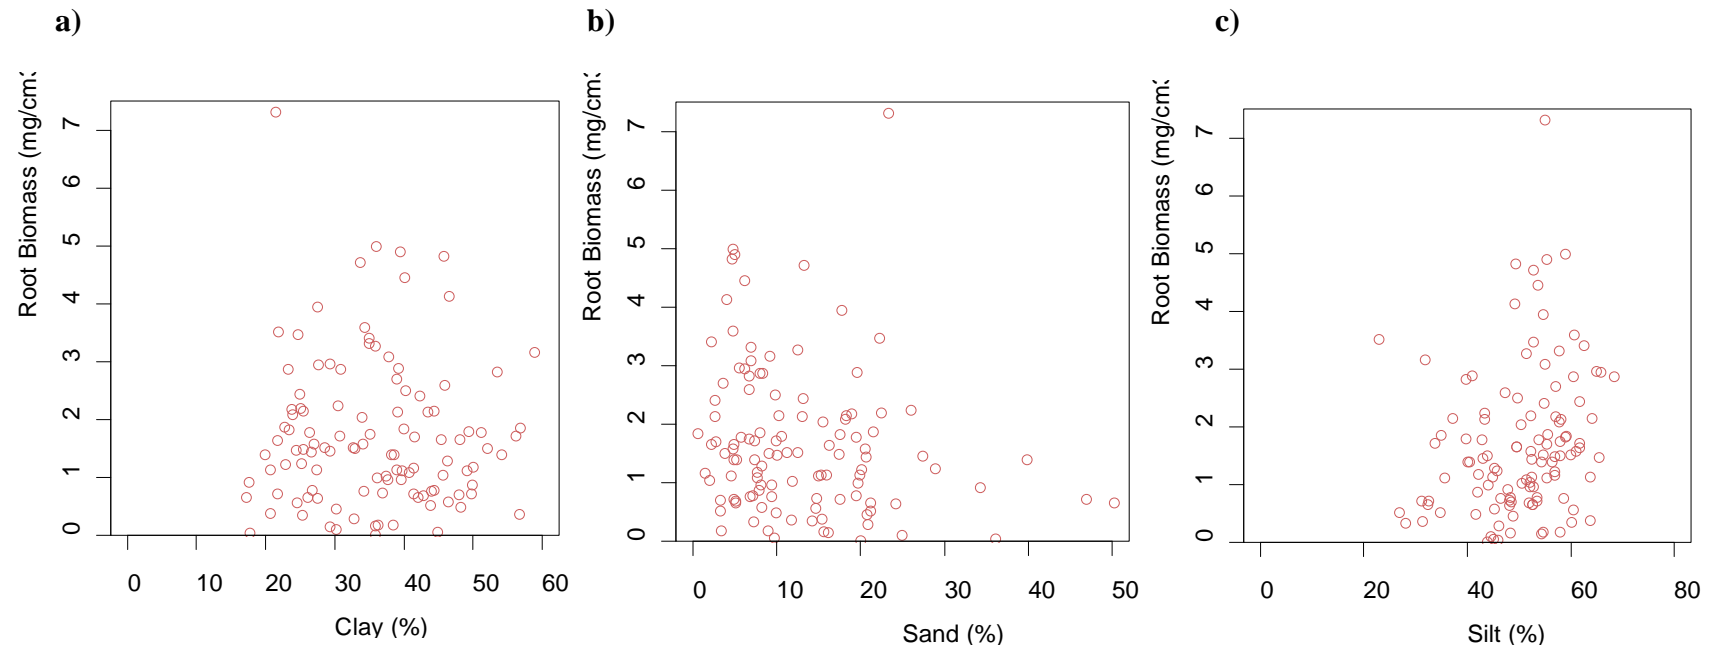 a)
Root Biomass (mg/cm
0 1 2 3 4 5 6 7
0 10 20 30 40 50 60
Clay (%)
b)
Root Biomass (mg/cm
0 1 2 3 4 5 6 7
0 10 20 30 40 50
Sand (%)
c)
Root Biomass (mg/cm
0 1 2 3 4 5 6 7
0 20 40 60 80
Silt (%)